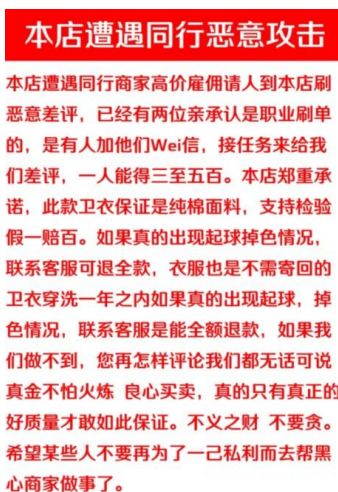 本店遭遇同行恶意攻击
本店遭遇同行商家高价雇佣请人到本店刷
恶意差评，已经有两位亲承认是职业刷单
的，是有人加他们Wei信，接任务来给我
们差评，一人能得三至五百。本店郑重承
诺，此款卫衣保证是纯棉面料，支持检验
假一赔百。如果真的出现起球掉色情况，
联系客服可退全款，衣服也是不需寄回的
卫衣穿洗一年之内如果真的出现起球，掉
色情况，联系客服是能全额退款，如果我
们做不到，您再怎样评论我们都无话可说
真金不怕火炼 良心买卖，真的只有真正的
好质量才敢如此保证。不义之财 不要贪。
希望某些人不要再为了一己私利而去帮黑
心商家做事了。